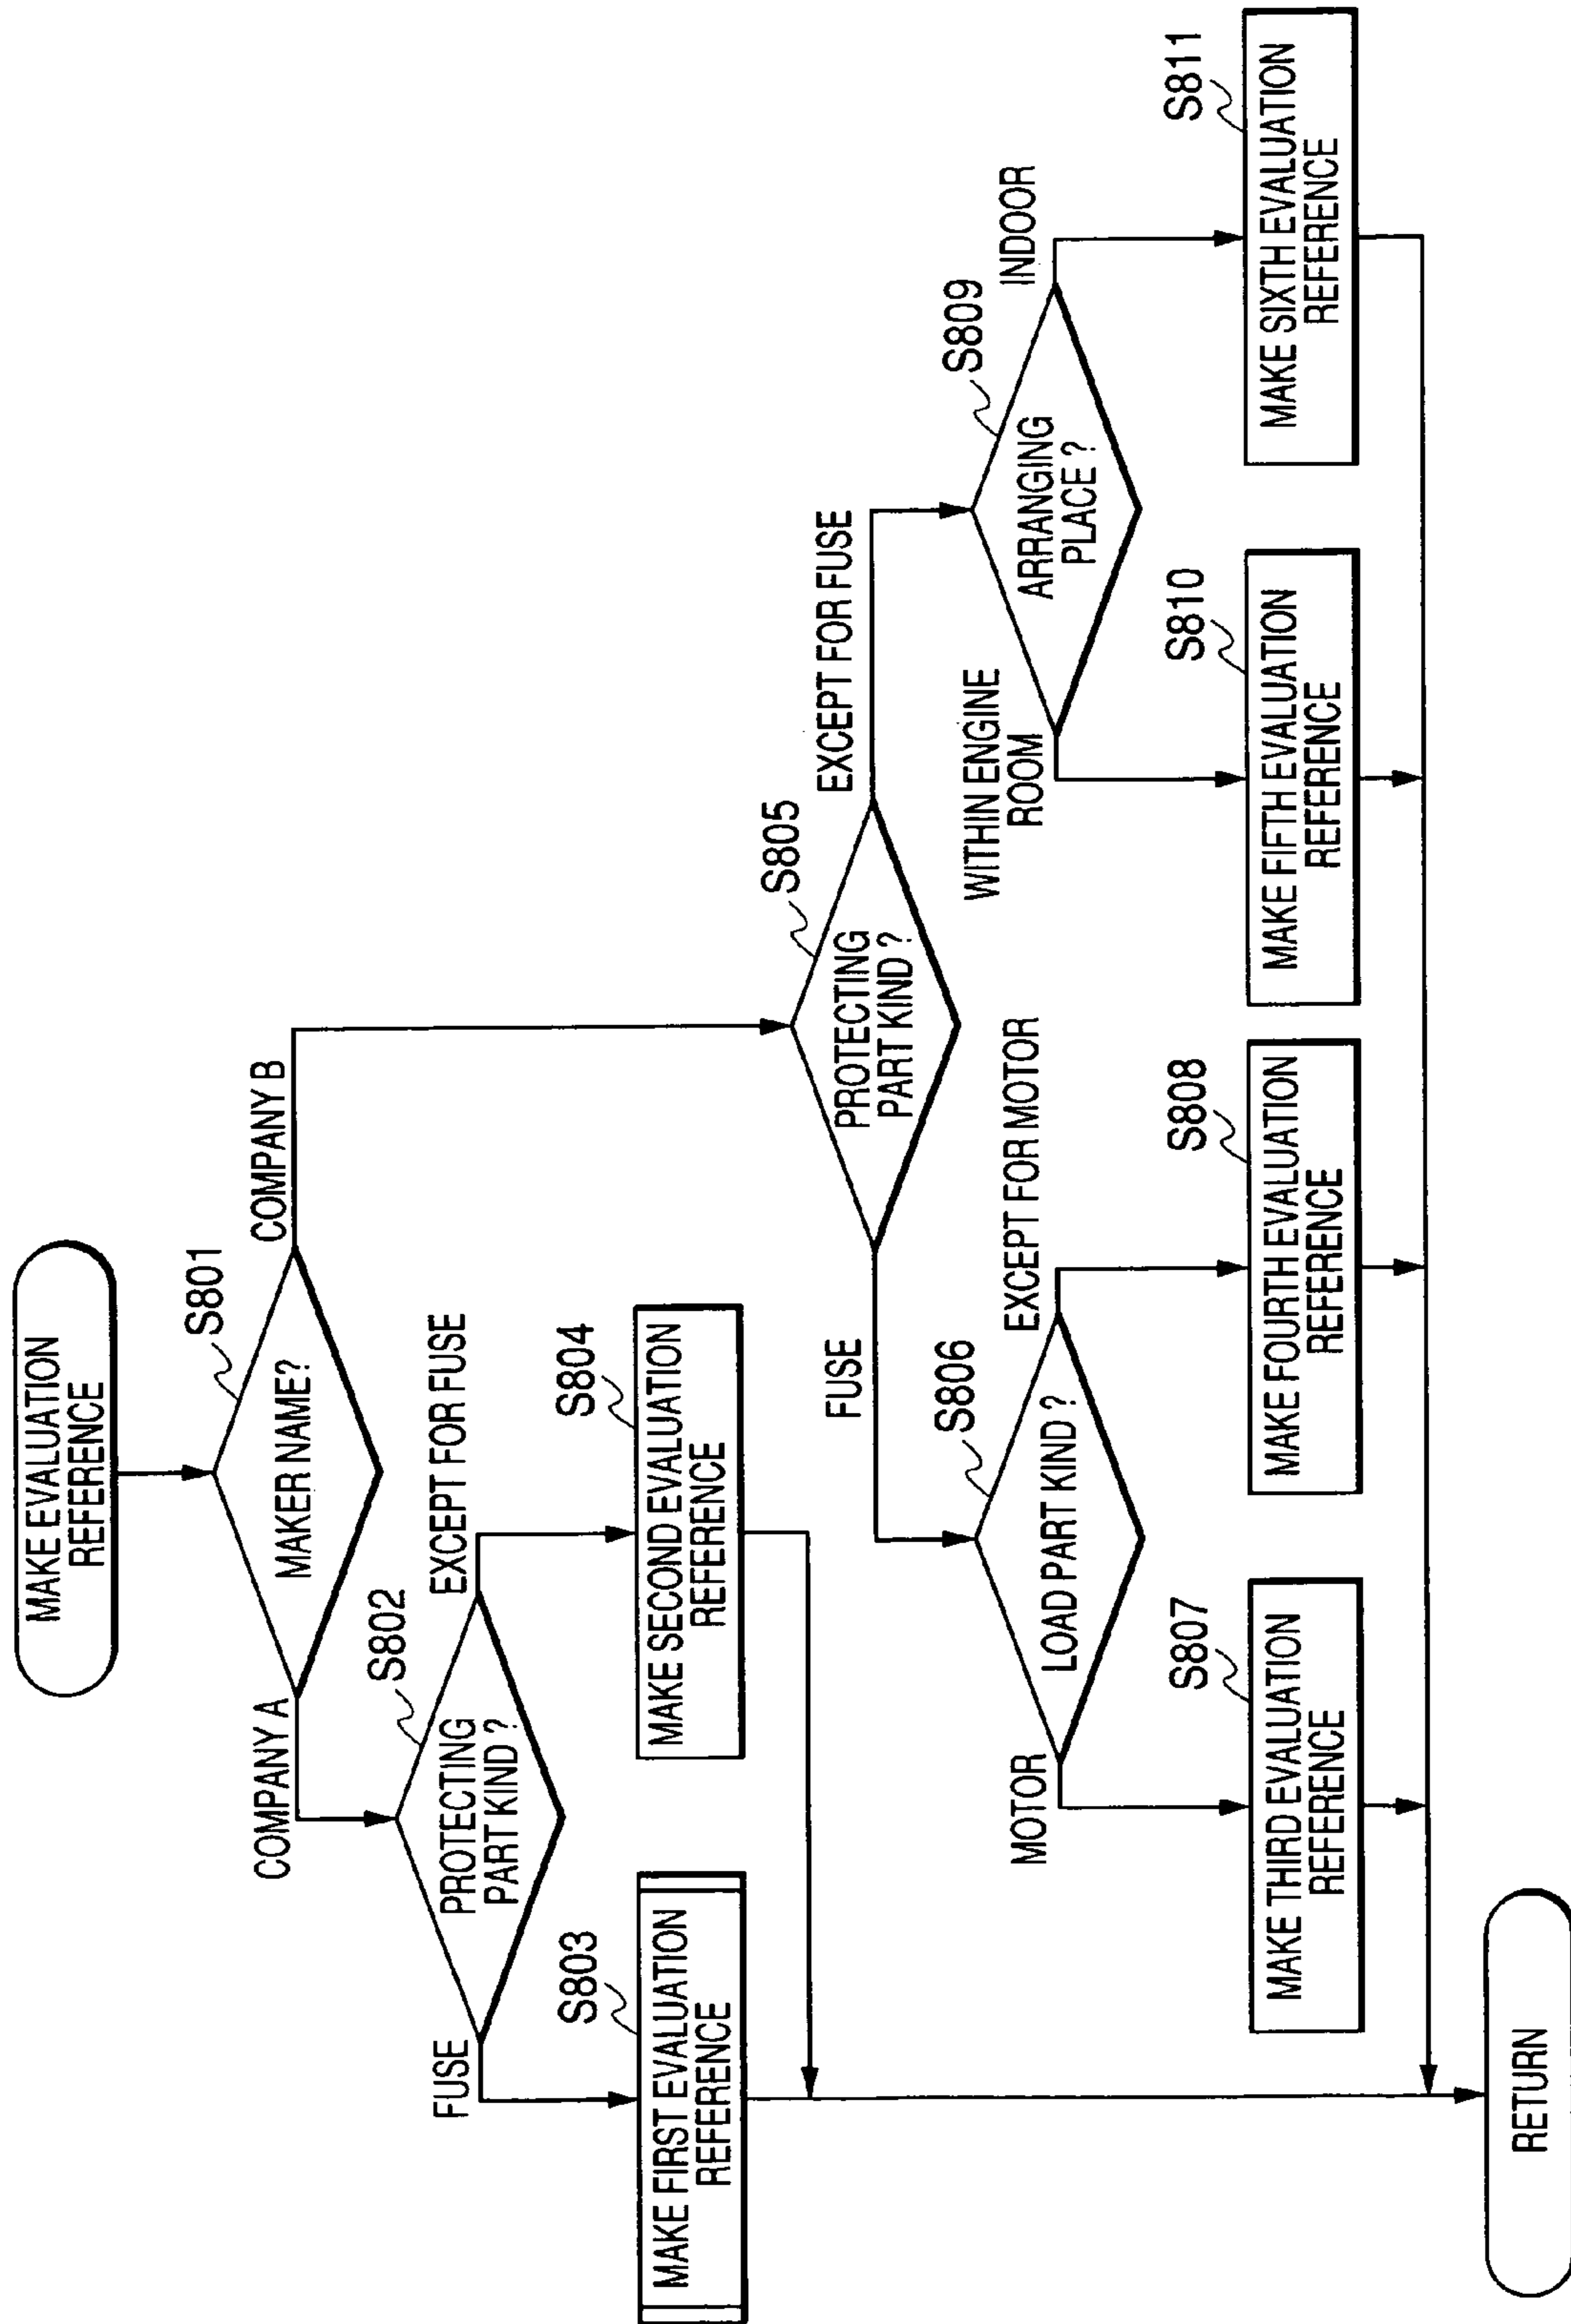 MAKE EVALUATION
REFERENCE
S801
MAKER NAME?
COMPANY A
COMPANY B
S802
PROTECTING
PART KIND ?
FUSE
EXCEPT FOR FUSE
S803
MAKE FIRST EVALUATION
REFERENCE
S804
MAKE SECOND EVALUATION
REFERENCE
S805
PROTECTING
PART KIND ?
FUSE
EXCEPT FOR FUSE
S806
LOAD PART KIND ?
MOTOR
EXCEPT FOR MOTOR
S809
ARRANGING
PLACE ?
WITHIN ENGINE
ROOM
INDOOR
S807
MAKE THIRD EVALUATION
REFERENCE
S808
MAKE FOURTH EVALUATION
REFERENCE
S810
MAKE FIFTH EVALUATION
REFERENCE
S811
MAKE SIXTH EVALUATION
REFERENCE
RETURN